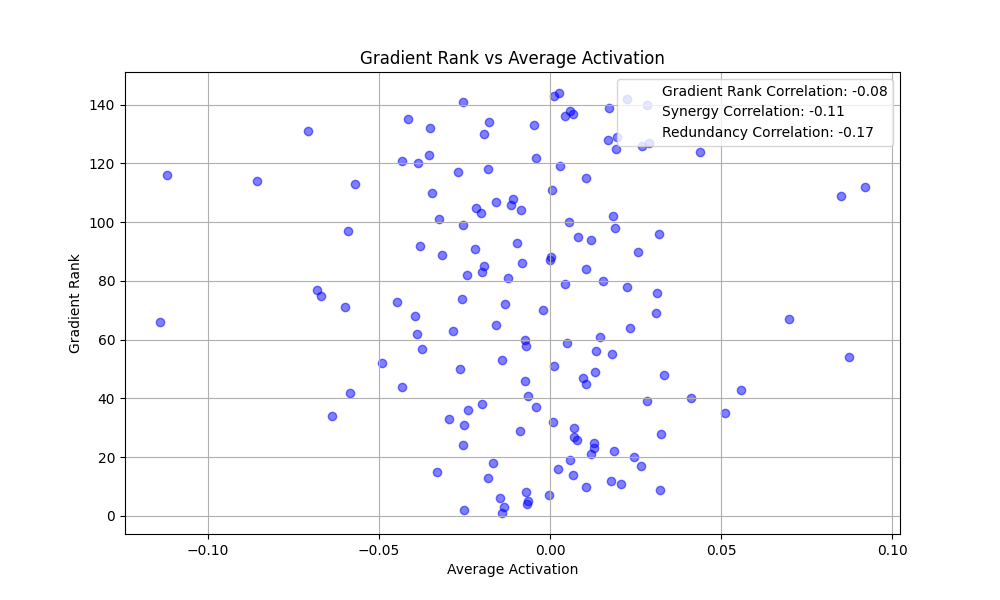 Gradient Rank vs Average Activation
Gradient Rank Correlation: -0.08
Synergy Correlation: -0.11
Redundancy Correlation: -0.17
140
120
100
80
60
40
20
0
Gradient Rank
−0.10
−0.05
0.00
0.05
0.10
Average Activation